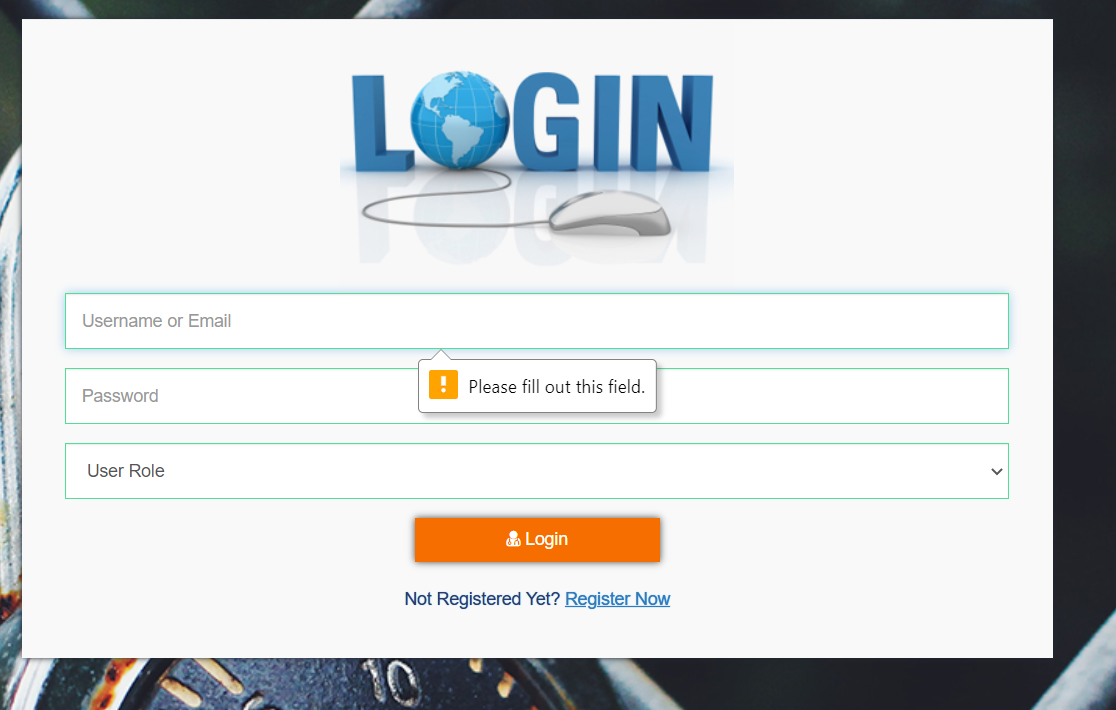 LOGIN
Username or Email
Please fill out this field.
Password
User Role
Login
Not Registered Yet? Register Now
10